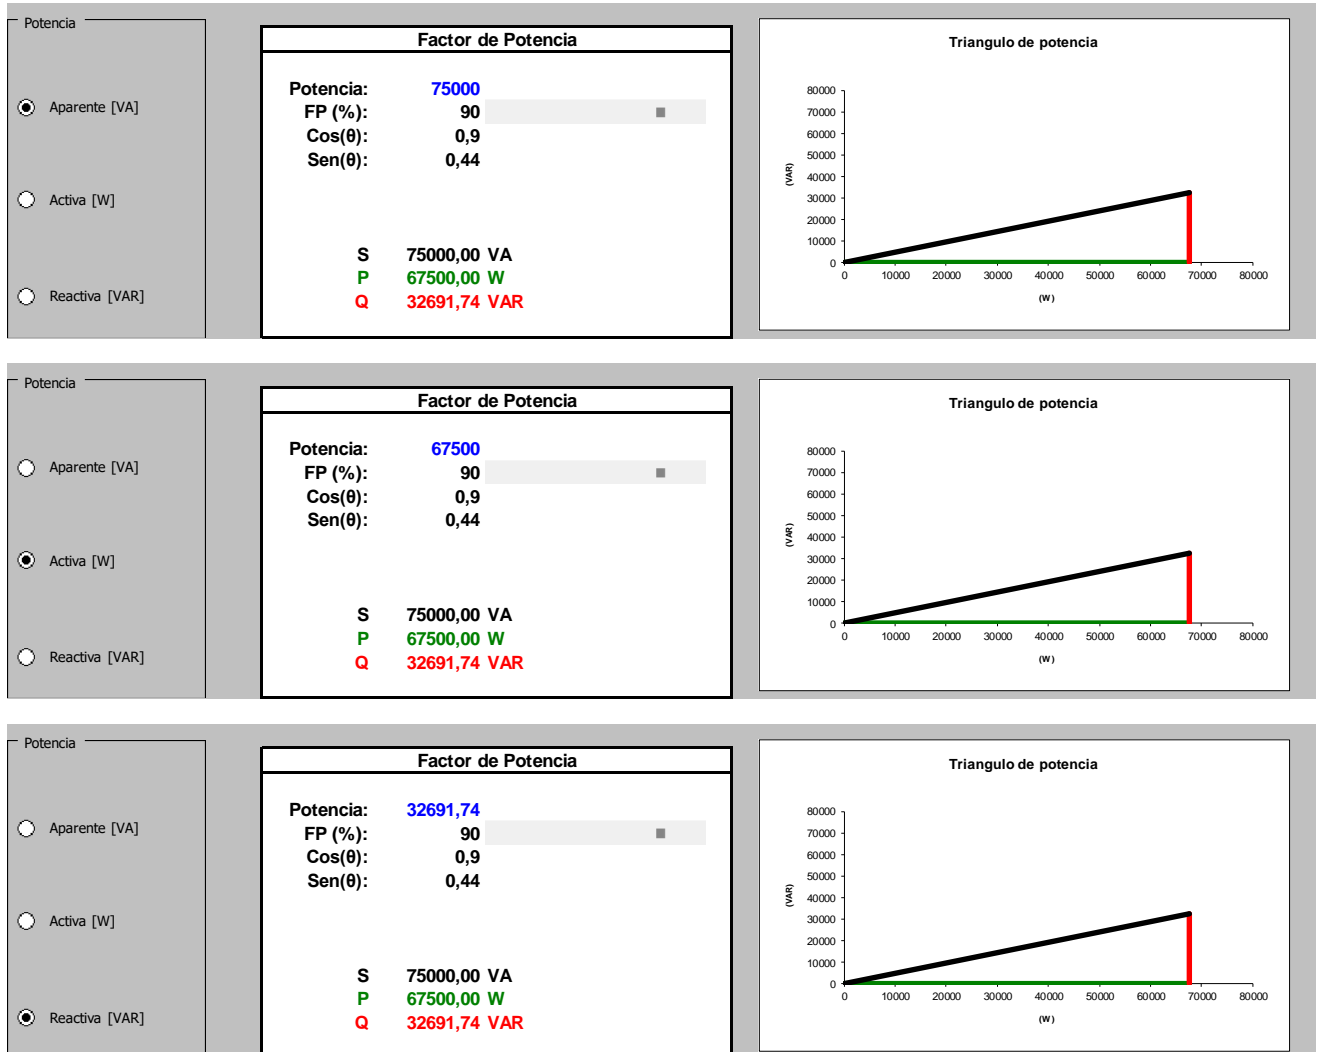 Potencia
Aparente [VA]
Activa [W]
Reactiva [VAR]
Factor de Potencia
Potencia: 75000
FP (%): 90
Cos(θ): 0,9
Sen(θ): 0,44
S 75000,00 VA
P 67500,00 W
Q 32691,74 VAR
Triangulo de potencia
80000
70000
60000
50000
40000
30000
20000
10000
0
(VAR)
0 10000 20000 30000 40000 50000 60000 70000 80000
(W)
Potencia
Aparente [VA]
Activa [W]
Reactiva [VAR]
Factor de Potencia
Potencia: 67500
FP (%): 90
Cos(θ): 0,9
Sen(θ): 0,44
S 75000,00 VA
P 67500,00 W
Q 32691,74 VAR
Triangulo de potencia
80000
70000
60000
50000
40000
30000
20000
10000
0
(VAR)
0 10000 20000 30000 40000 50000 60000 70000 80000
(W)
Potencia
Aparente [VA]
Activa [W]
Reactiva [VAR]
Factor de Potencia
Potencia: 32691,74
FP (%): 90
Cos(θ): 0,9
Sen(θ): 0,44
S 75000,00 VA
P 67500,00 W
Q 32691,74 VAR
Triangulo de potencia
80000
70000
60000
50000
40000
30000
20000
10000
0
(VAR)
0 10000 20000 30000 40000 50000 60000 70000 80000
(W)